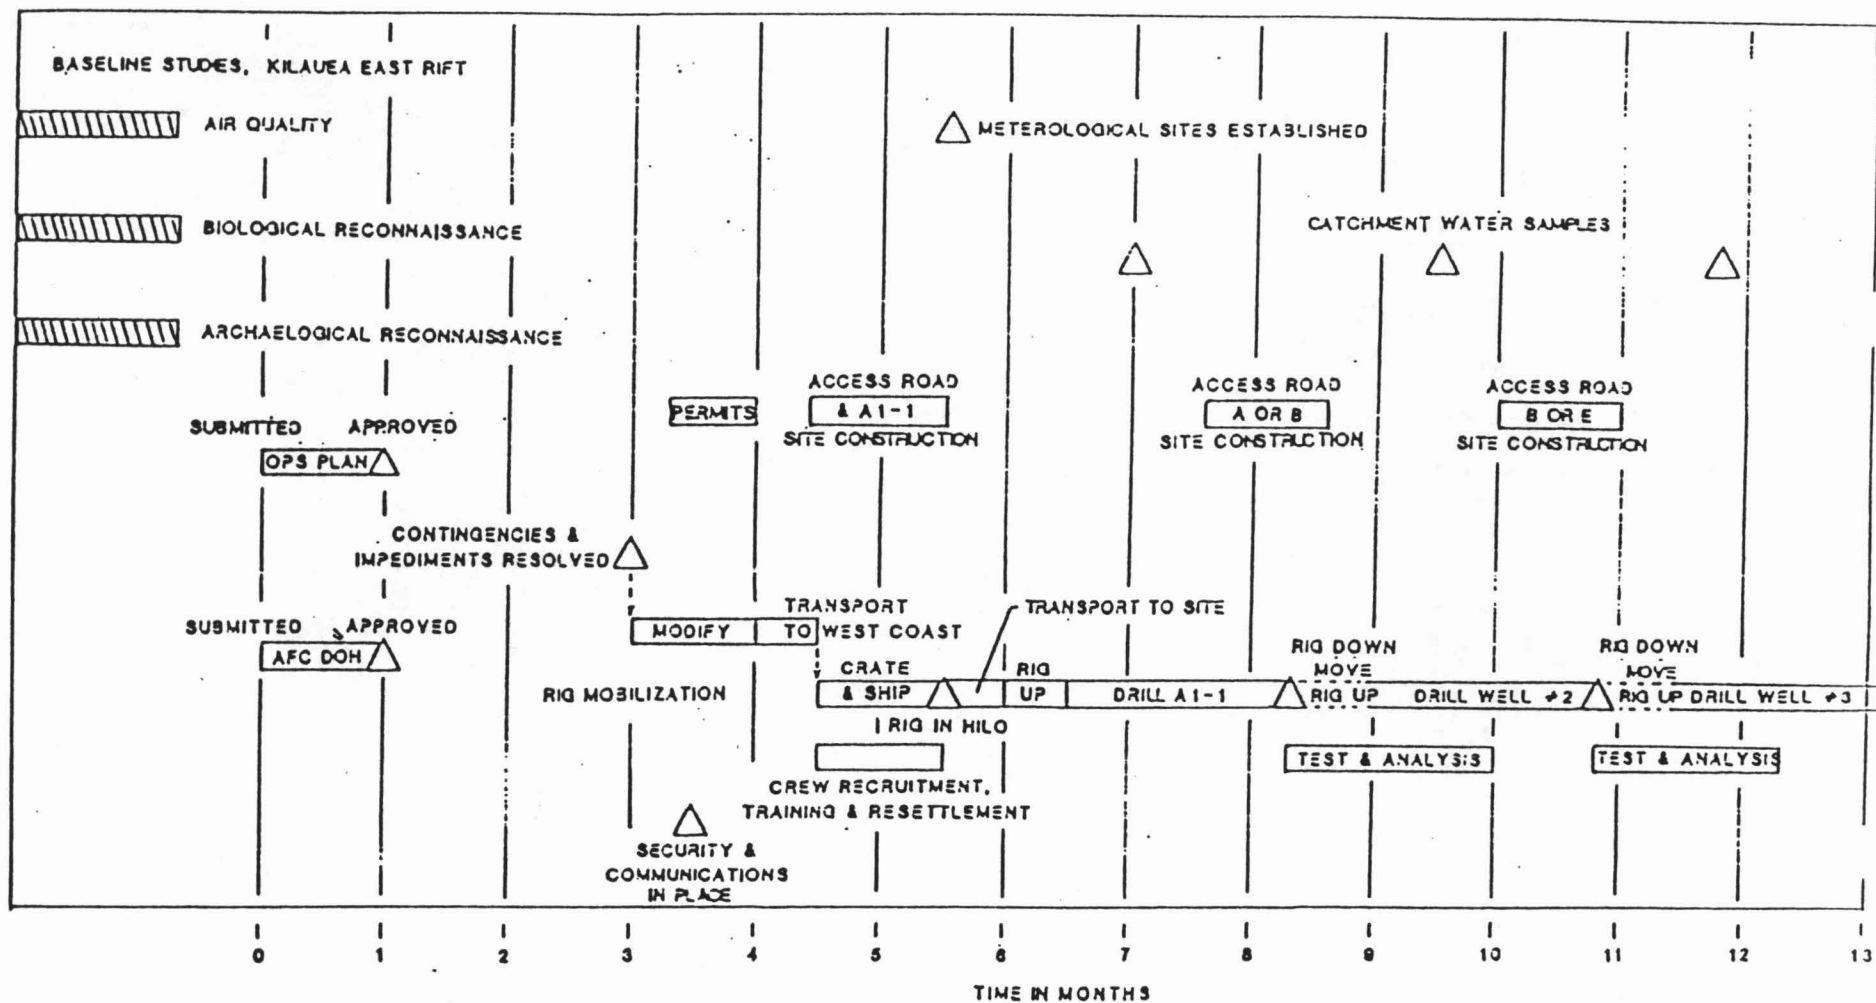 BASELINE STUDIES, KILAUEA EAST RIFT
AIR QUALITY
METEROLOGICAL SITES ESTABLISHED
BIOLOGICAL RECONNAISSANCE
CATCHMENT WATER SAMPLES
ARCHAELOGICAL RECONNAISSANCE
PERMITS
ACCESS ROAD
& A1-1
SITE CONSTRUCTION
ACCESS ROAD
A OR B
SITE CONSTRUCTION
ACCESS ROAD
B OR E
SITE CONSTRUCTION
SUBMITTED APPROVED
OPS PLAN
CONTINGENCIES &
IMPEDIMENTS RESOLVED
SUBMITTED APPROVED
AFC DOH
MODIFY
TRANSPORT
TO WEST COAST
TRANSPORT TO SITE
RIG MOBILIZATION
CRATE
& SHIP
RIG
UP
DRILL A1-1
RIG DOWN
MOVE
RIG UP
DRILL WELL #2
RIG DOWN
MOVE
RIG UP DRILL WELL #3
RIG IN HILO
TEST & ANALYSIS
TEST & ANALYSIS
CREW RECRUITMENT,
TRAINING & RESETTLEMENT
SECURITY &
COMMUNICATIONS
IN PLACE
0 1 2 3 4 5 6 7 8 9 10 11 12 13
TIME IN MONTHS